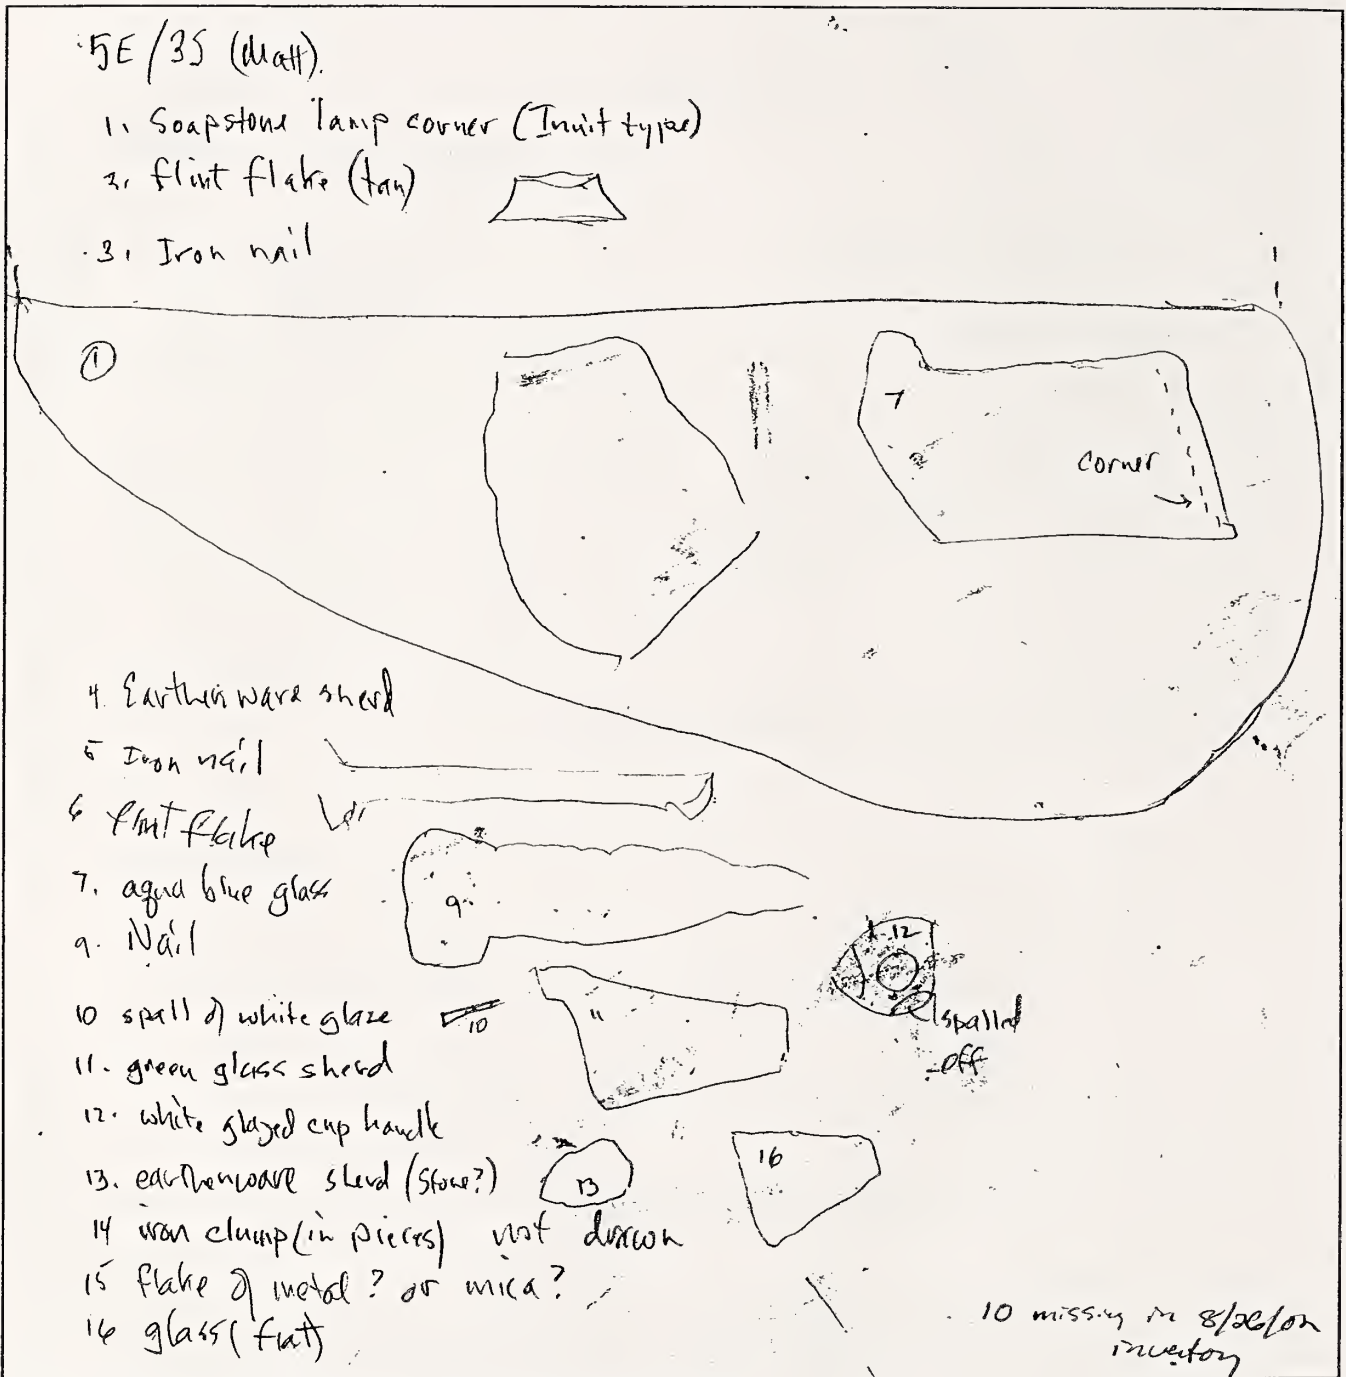 5E/3S (Matt).
1. Soapstone lamp corner (Inuit type)
2. flint flake (tan)
3. Iron nail
1
7
corner
4. Earthenware sherd
5 Iron nail
6 flint flake
7. aqua blue glass
9
9. Nail
12
10 spall of white glaze
10
11
spalled
off
11. green glass sherd
12. white glazed cup handle
13. earthenware sherd (Stone?)
13
16
14 iron clump (in pieces) not drawn
15 flake of metal? or mica?
16 glass (flat)
10 missing in 8/26/02
inventory